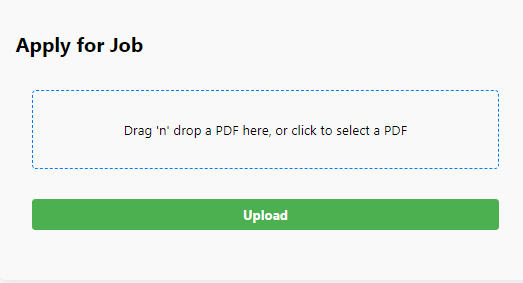 Apply for Job
Drag 'n' drop a PDF here, or click to select a PDF
Upload